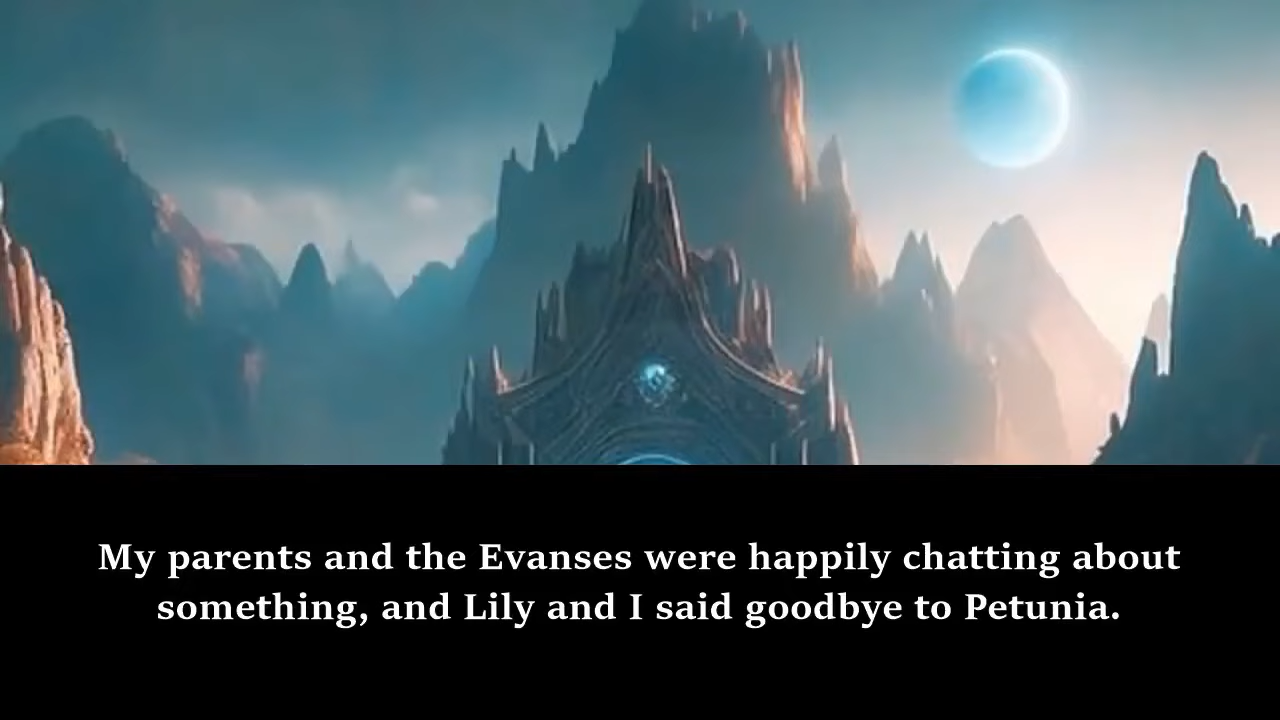 My parents and the Evanses were happily chatting about
something, and Lily and I said goodbye to Petunia.